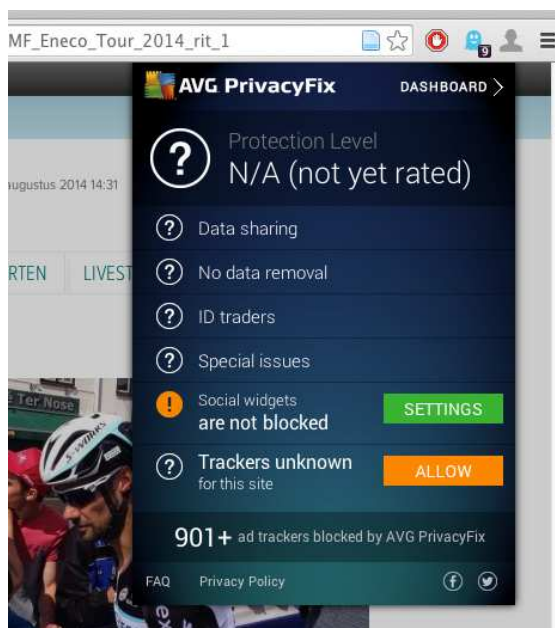 MF_Eneco_Tour_2014_rit_1
9
AVG PrivacyFix
DASHBOARD
Protection Level
N/A (not yet rated)
augustus 2014 14:31
Data sharing
RTEN LIVEST
No data removal
ID traders
Special issues
Social widgets
are not blocked
SETTINGS
Ter Nose
S-WORKS
Trackers unknown
for this site
ALLOW
901+ ad trackers blocked by AVG PrivacyFix
FAQ Privacy Policy